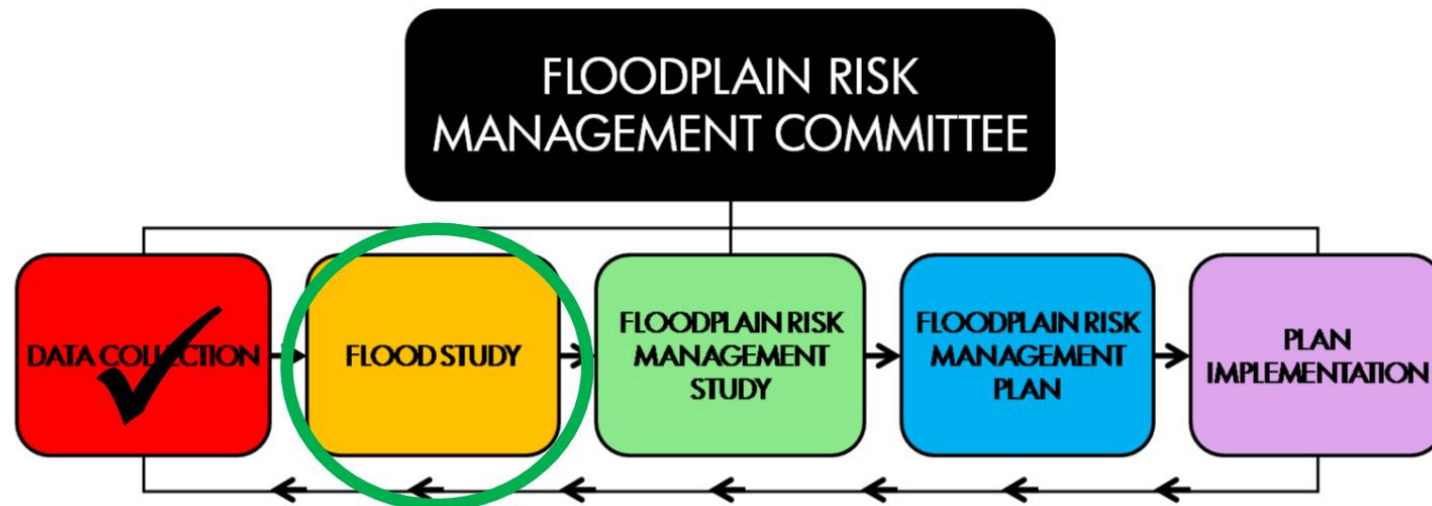 FLOODPLAIN RISK
MANAGEMENT COMMITTEE
DATA COLLECTION
FLOOD STUDY
FLOODPLAIN RISK
MANAGEMENT
STUDY
FLOODPLAIN RISK
MANAGEMENT
PLAN
PLAN
IMPLEMENTATION